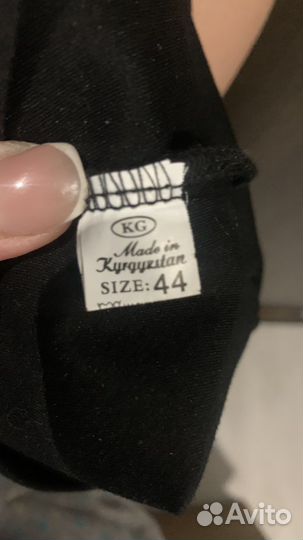 KG
Made in
Kyrgyzstan
SIZE: 44
Avito